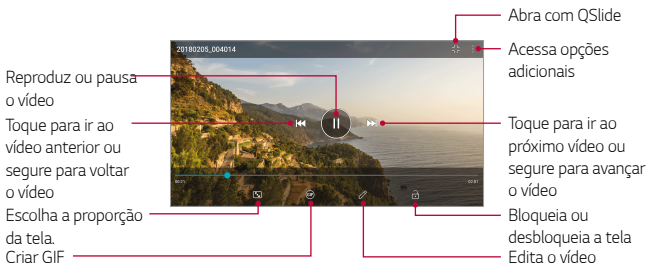 Abra com QSlide
Acessa opções
adicionais
20180205_004014
Reproduz ou pausa
o vídeo
Toque para ir ao
vídeo anterior ou
segure para voltar
o vídeo
Escolha a proporção
da tela.
Criar GIF
Toque para ir ao
próximo vídeo ou
segure para avançar
o vídeo
Bloqueia ou
desbloqueia a tela
Edita o vídeo
GIF